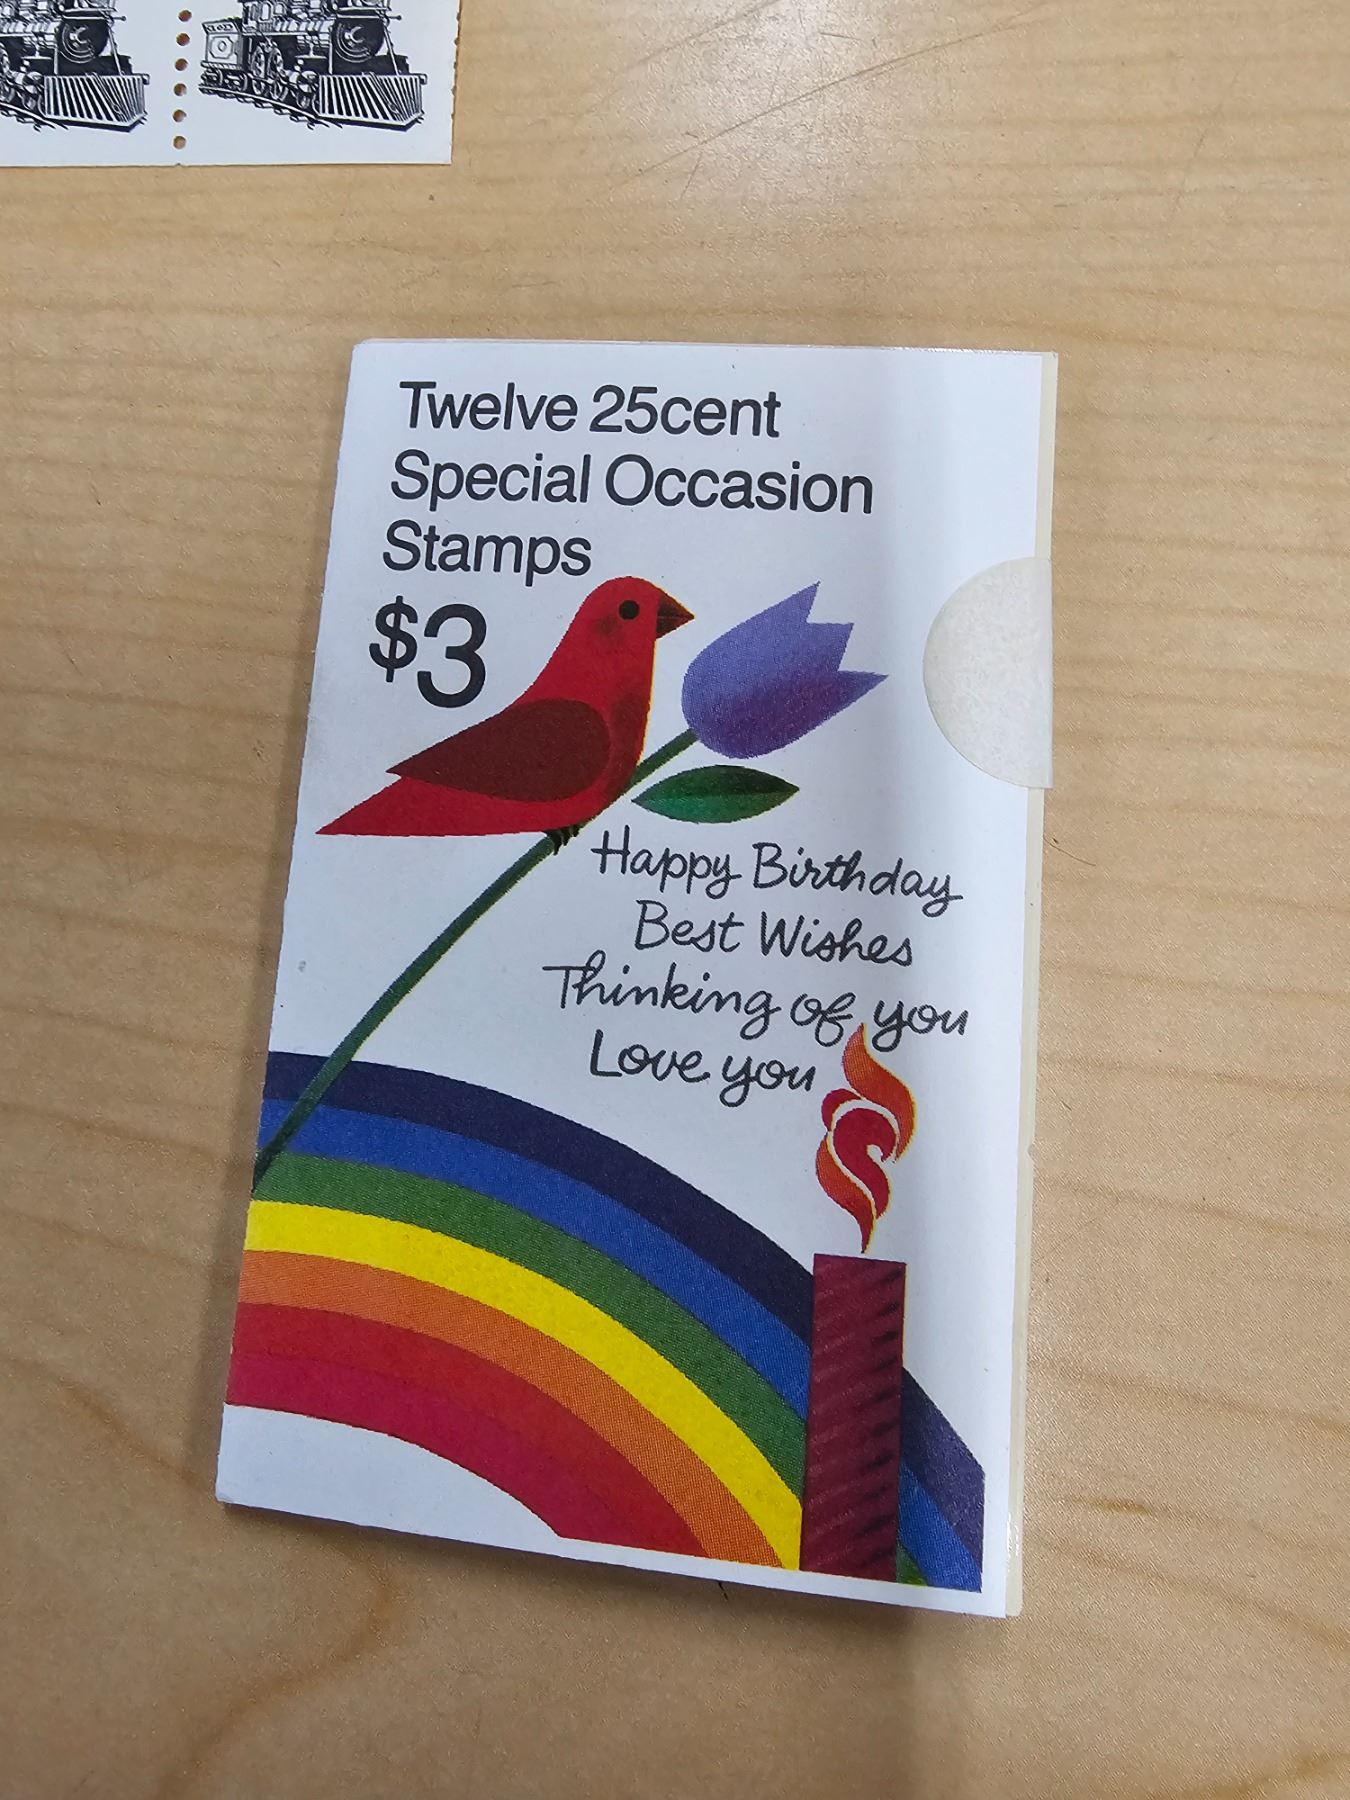 Twelve 25cent
Special Occasion
Stamps
$3
Happy Birthday
Best Wishes
Thinking of you
Love you